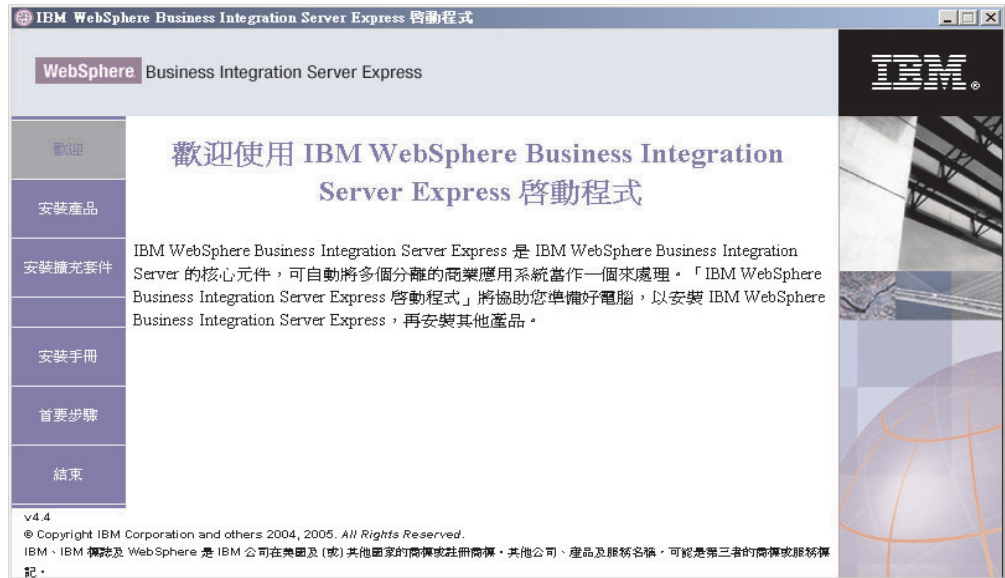 IBM WebSphere Business Integration Server Express 啓動程式
WebSphere. Business Integration Server Express
IBM®
歡迎
歡迎使用 IBM WebSphere Business Integration
Server Express 啓動程式
安裝產品
安裝擴充套件
IBM WebSphere Business Integration Server Express 是 IBM WebSphere Business Integration
Server 的核心元件，可自動將多個分離的商業應用系統當作一個來處理。「IBM WebSphere
Business Integration Server Express 啓動程式」將協助您準備好電腦，以安裝 IBM WebSphere
Business Integration Server Express，再安裝其他產品。
安裝手冊
首要步驟
結束
v4.4
© Copyright IBM Corporation and others 2004, 2005. All Rights Reserved.
IBM、IBM 標誌及 WebSphere 是 IBM 公司在美國及 (或) 其他國家的商標或註冊商標。其他公司、產品及服務名稱，可能是第三者的商標或服務標
記。